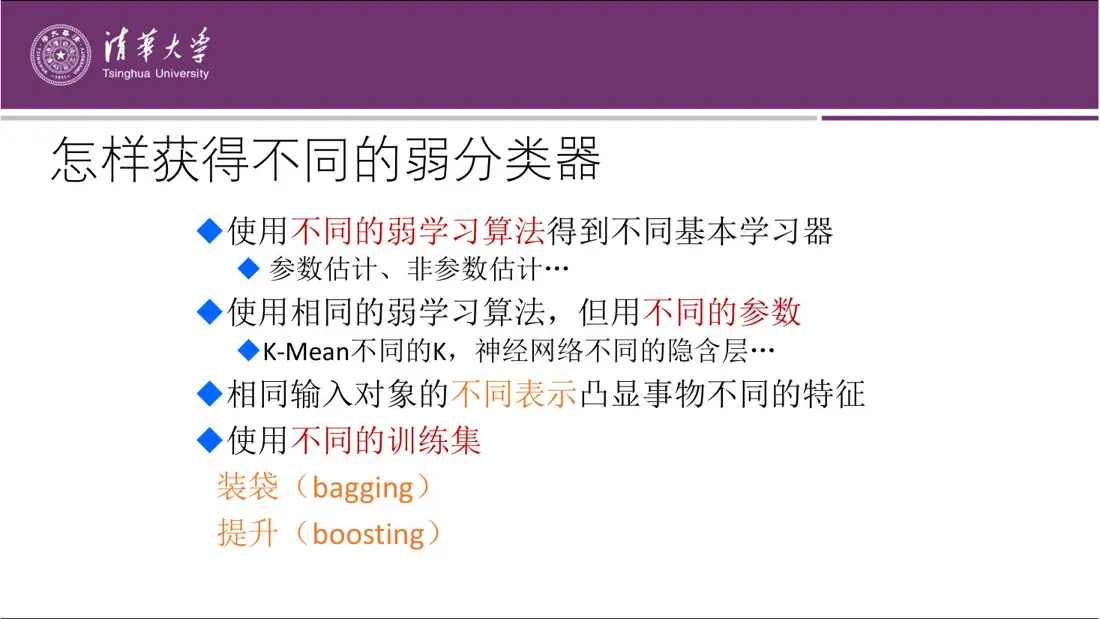 清华大学
Tsinghua University
怎样获得不同的弱分类器
使用不同的弱学习算法得到不同基本学习器
参数估计、非参数估计…
使用相同的弱学习算法，但用不同的参数
K-Mean不同的K，神经网络不同的隐含层…
相同输入对象的不同表示凸显事物不同的特征
使用不同的训练集
装袋（bagging）
提升（boosting）